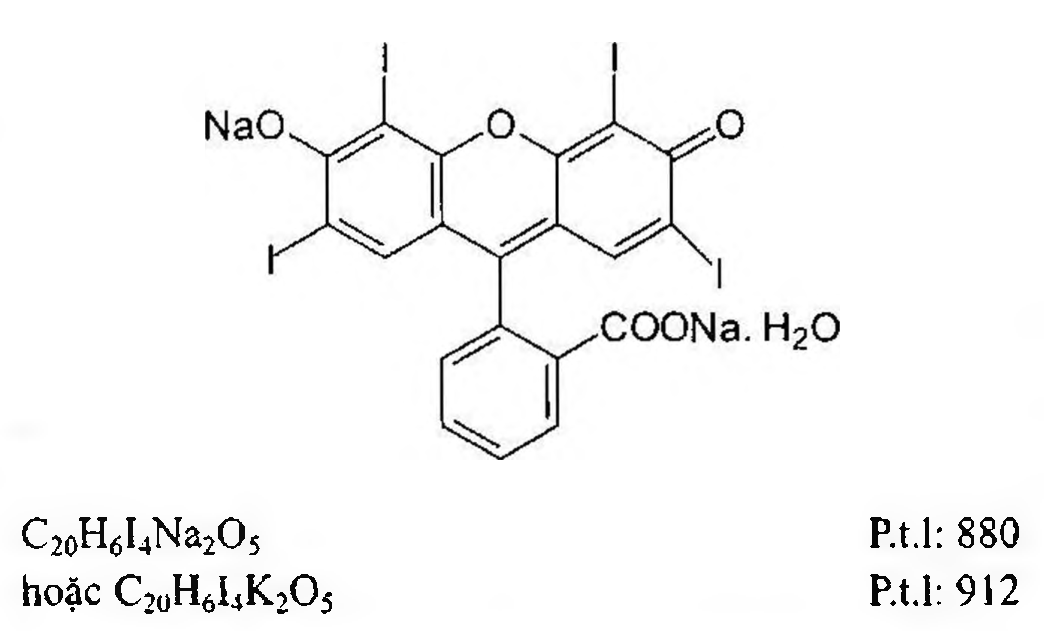 I I
NaO O O
I I
COONa. H₂O
C₂₀H₆I₄Na₂O₅ P.t.l: 880
hoặc C₂₀H₆I₄K₂O₅ P.t.l: 912